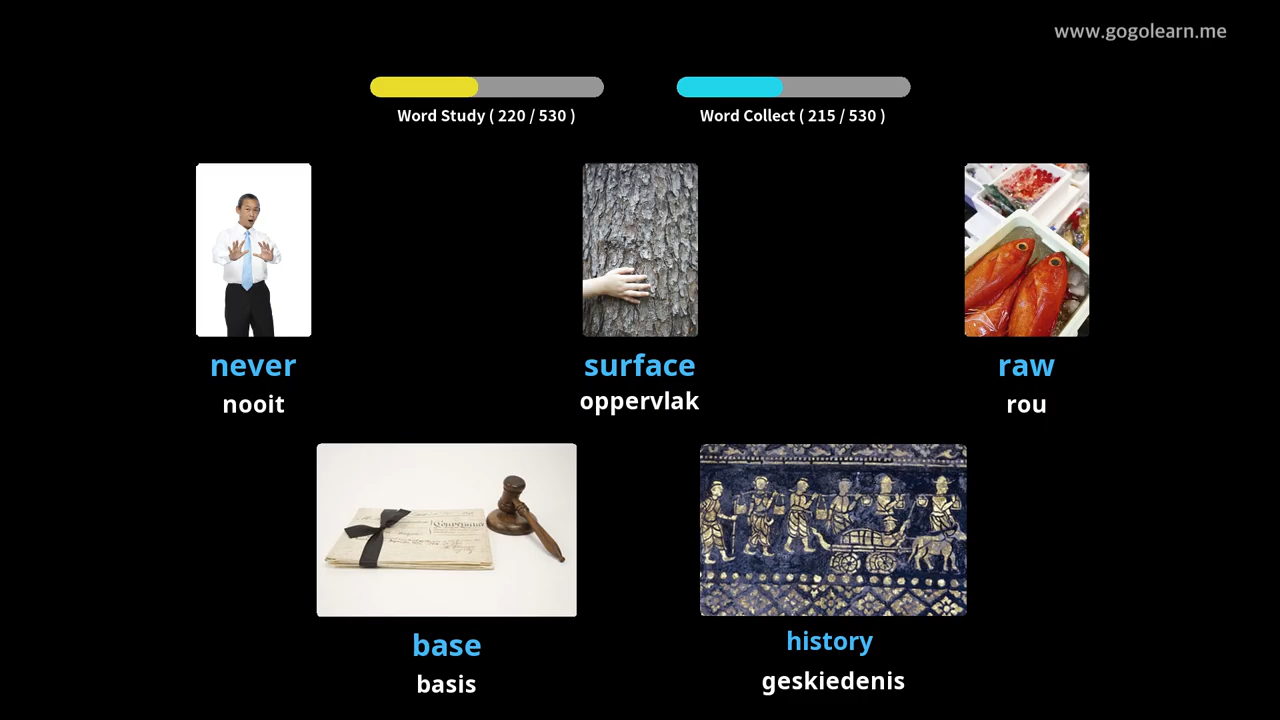 www.gogolearn.me
Word Study ( 220 / 530 )
Word Collect ( 215 / 530 )
never
nooit
surface
oppervlak
raw
rou
base
basis
history
geskiedenis